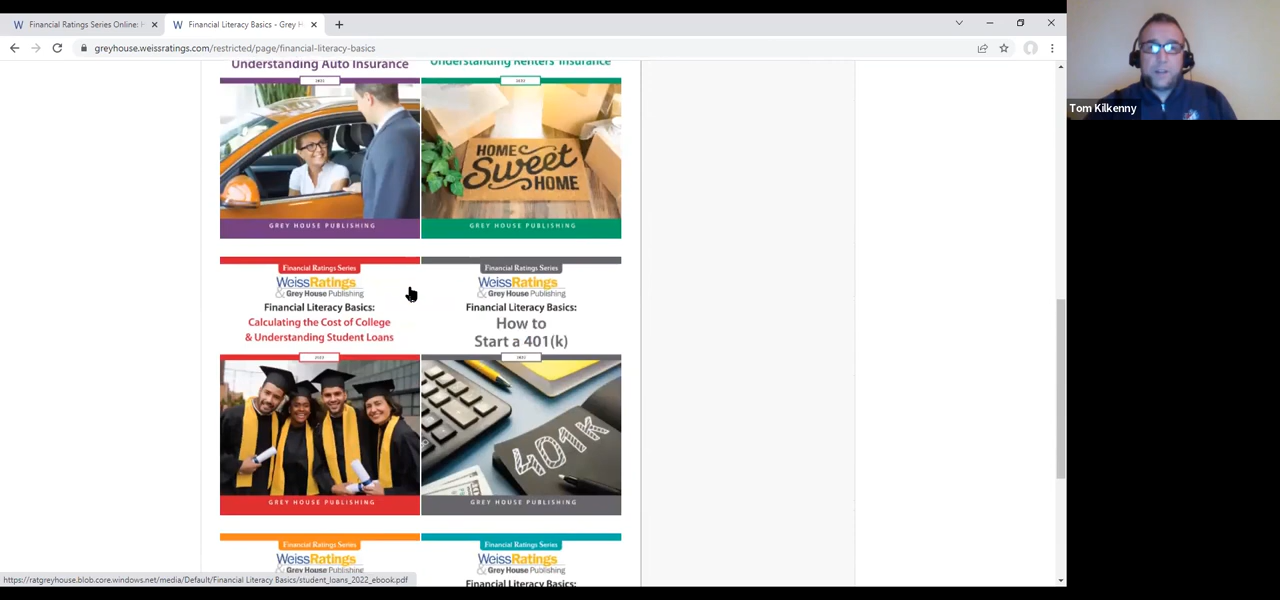 Financial Ratings Series Online: H
Financial Literacy Basics - Grey H
greyhouse.weissratings.com/restricted/page/financial-literacy-basics
Tom Kilkenny
Understanding Auto Insurance
Understanding Renters' Insurance
2022
2022
HOME
Sweet
HOME
GREY HOUSE PUBLISHING
GREY HOUSE PUBLISHING
Financial Ratings Series
WeissRatings
& Grey House Publishing
Financial Literacy Basics:
Calculating the Cost of College
& Understanding Student Loans
2022
GREY HOUSE PUBLISHING
Financial Ratings Series
WeissRatings
& Grey House Publishing
Financial Literacy Basics:
How to
Start a 401(k)
2022
401K
GREY HOUSE PUBLISHING
Financial Ratings Series
WeissRatings
& Grey House Publishing
Financial Ratings Series
WeissRatings
& Grey House Publishing
Financial Literacy Basics:
https://ratgreyhouse.blob.core.windows.net/media/Default/Financial Literacy Basics/student_loans_2022_ebook.pdf